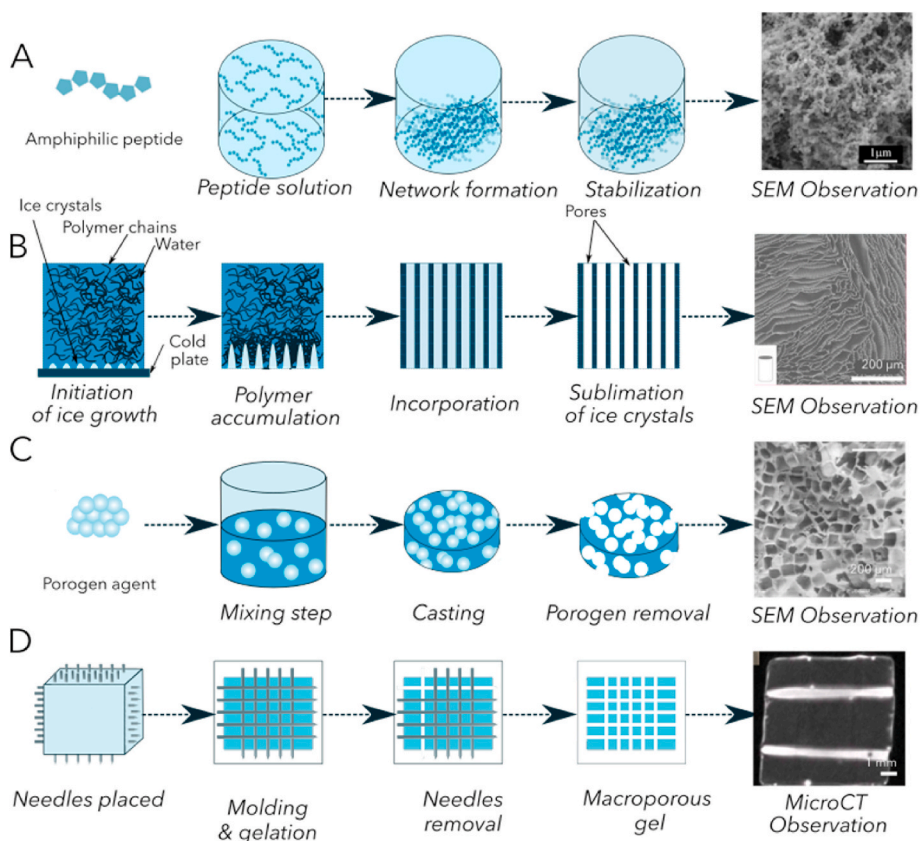 A
Amphiphilic peptide
Peptide solution
Network formation
Stabilization
1μm
SEM Observation
B
Ice crystals
Polymer chains
Water
Cold
plate
Pores
200 μm
Initiation
of ice growth
Polymer
accumulation
Incorporation
Sublimation
of ice crystals
SEM Observation
C
Porogen agent
Mixing step
Casting
Porogen removal
200 μm
SEM Observation
D
Needles placed
Molding
& gelation
Needles
removal
Macroporous
gel
1 mm
MicroCT
Observation